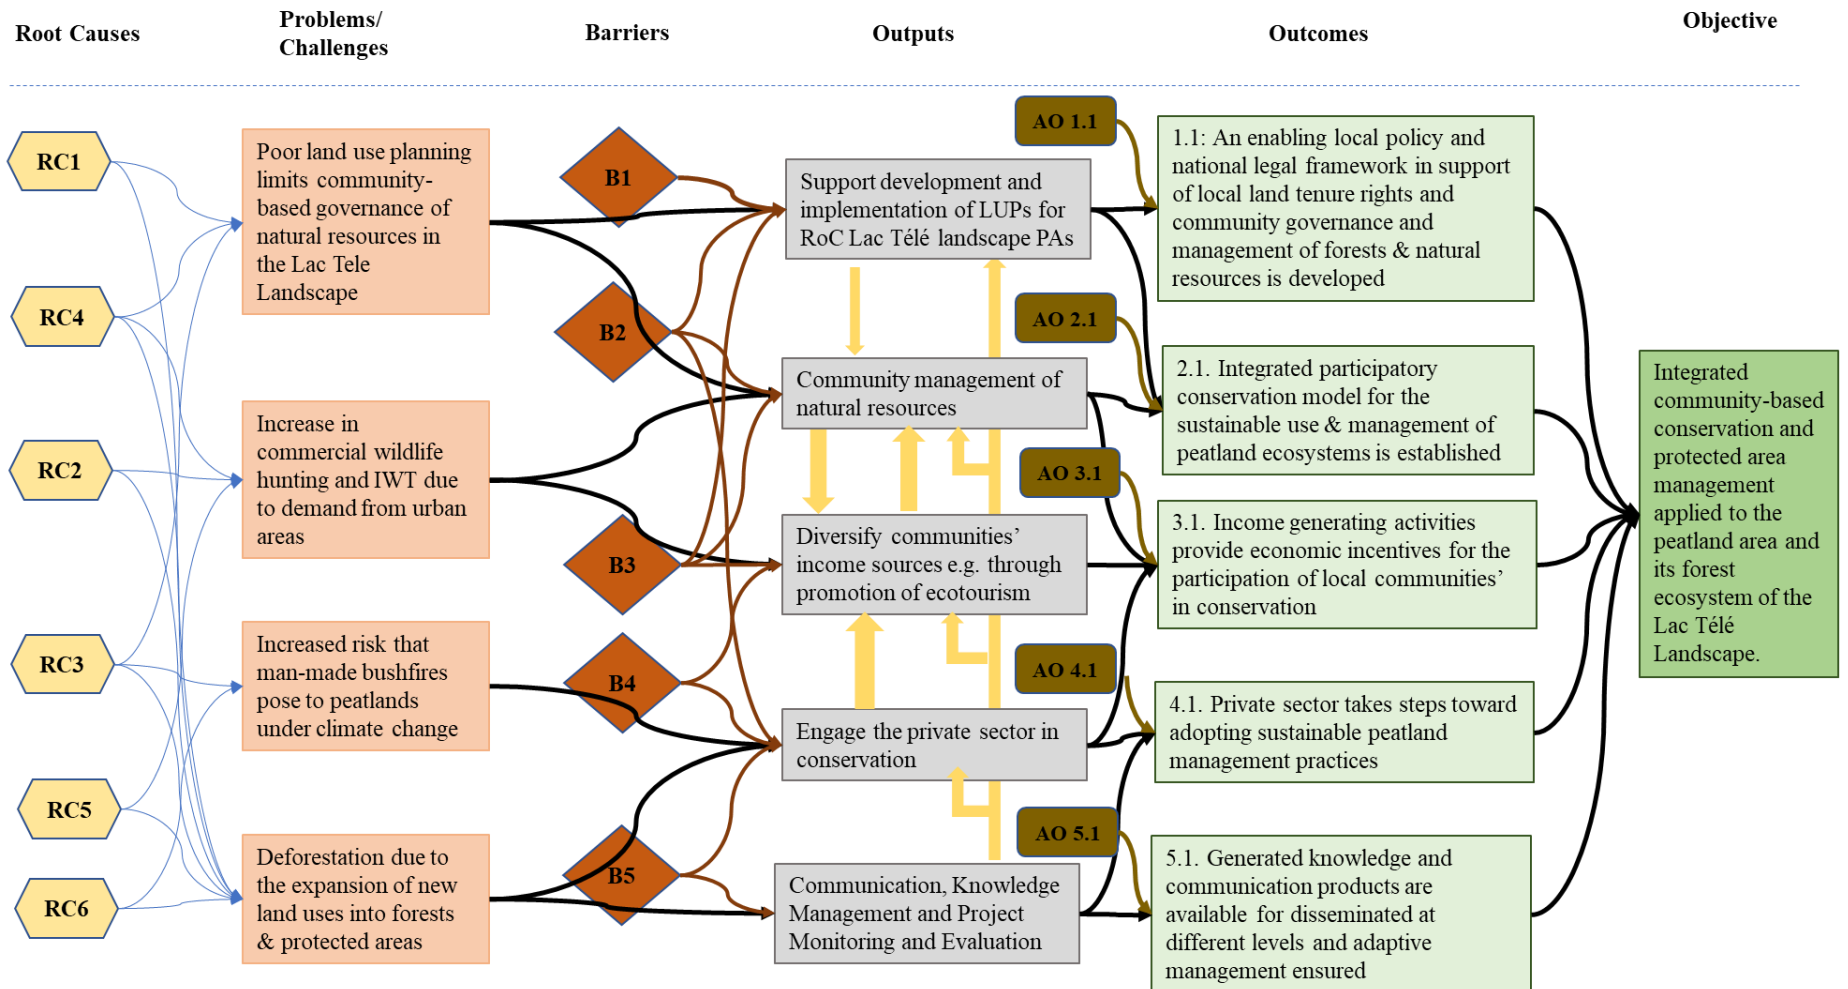 Root Causes
Problems/
Challenges
Barriers
Outputs
Outcomes
Objective
RC1
RC4
RC2
RC3
RC5
RC6
Poor land use planning
limits community-
based governance of
natural resources in
the Lac Tele
Landscape
Increase in
commercial wildlife
hunting and IWT due
to demand from urban
areas
Increased risk that
man-made bushfires
pose to peatlands
under climate change
Deforestation due to
the expansion of new
land uses into forests
& protected areas
B1
B2
B3
B4
B5
Support development and
implementation of LUPs for
RoC Lac Télé landscape PAs
Community management of
natural resources
Diversify communities’
income sources e.g. through
promotion of ecotourism
Engage the private sector in
conservation
Communication, Knowledge
Management and Project
Monitoring and Evaluation
AO 1.1
AO 2.1
AO 3.1
AO 4.1
AO 5.1
1.1: An enabling local policy and
national legal framework in support
of local land tenure rights and
community governance and
management of forests & natural
resources is developed
2.1. Integrated participatory
conservation model for the
sustainable use & management of
peatland ecosystems is established
3.1. Income generating activities
provide economic incentives for the
participation of local communities’
in conservation
4.1. Private sector takes steps toward
adopting sustainable peatland
management practices
5.1. Generated knowledge and
communication products are
available for disseminated at
different levels and adaptive
management ensured
Integrated
community-based
conservation and
protected area
management
applied to the
peatland area and
its forest
ecosystem of the
Lac Télé
Landscape.